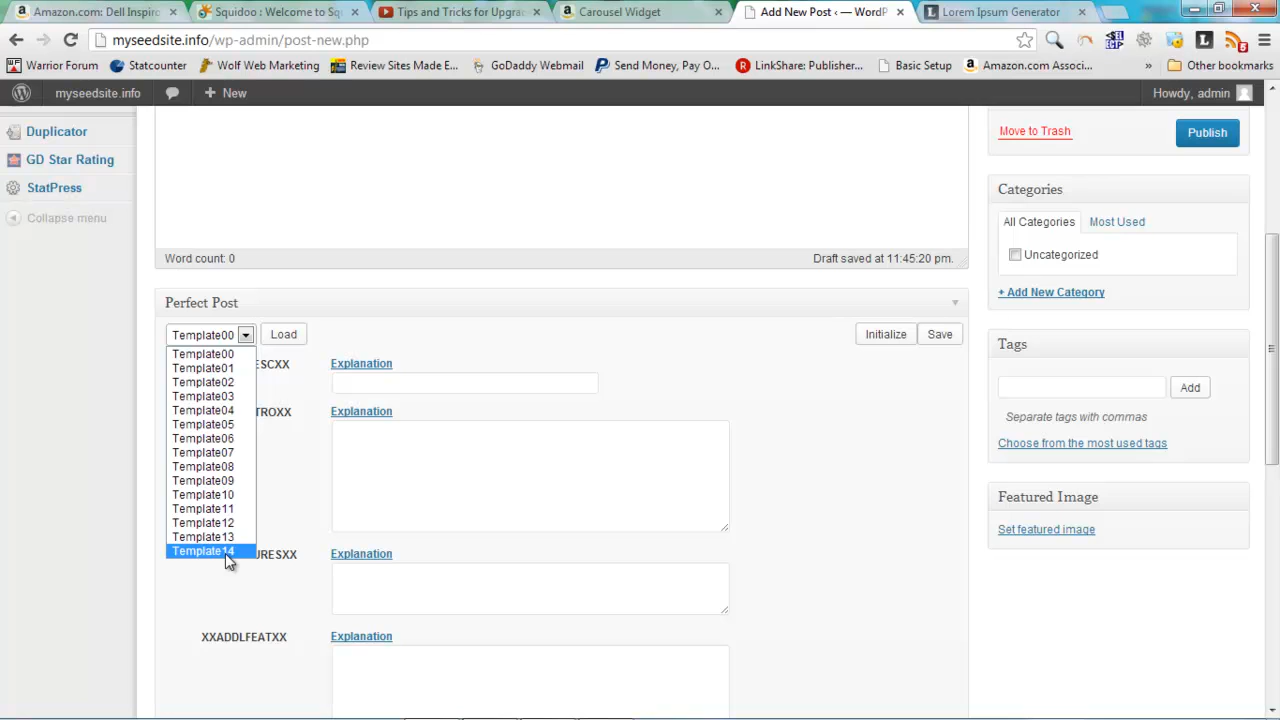 Amazon.com: Dell Inspiro
Squidoo : Welcome to Sq
Tips and Tricks for Upgra
Carousel Widget
Add New Post ‹ — WordP
Lorem Ipsum Generator
myseedsite.info/wp-admin/post-new.php
Warrior Forum
Statcounter
Wolf Web Marketing
Review Sites Made E...
GoDaddy Webmail
Send Money, Pay O...
LinkShare: Publisher...
Basic Setup
Amazon.com Associ...
»
Other bookmarks
myseedsite.info
+ New
Howdy, admin
Duplicator
GD Star Rating
StatPress
Collapse menu
Move to Trash
Publish
Categories
All Categories
Most Used
Uncategorized
+ Add New Category
Word count: 0
Draft saved at 11:45:20 pm.
Perfect Post
Template00
Load
Initialize
Save
Template00
Template01
Template02
Template03
Template04
Template05
Template06
Template07
Template08
Template09
Template10
Template11
Template12
Template13
Template14
ESCXX
Explanation
TROXX
Explanation
URESXX
Explanation
XXADDLFEATXX
Explanation
Tags
Add
Separate tags with commas
Choose from the most used tags
Featured Image
Set featured image